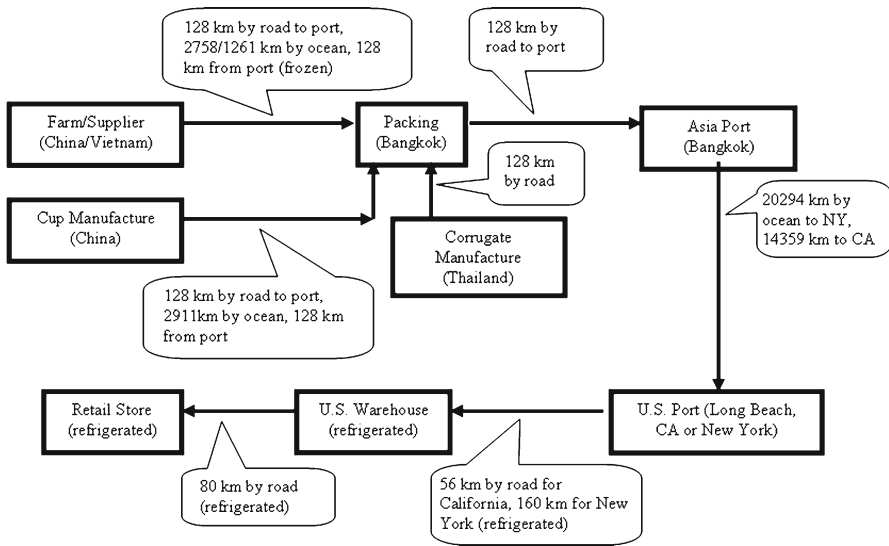 128 km by road to port,
2758/1261 km by ocean, 128
km from port (frozen)
128 km by
road to port
Farm/Supplier
(China/Vietnam)
Packing
(Bangkok)
Asia Port
(Bangkok)
128 km
by road
20294 km by
ocean to NY,
14359 km to CA
Cup Manufacture
(China)
Corrugate
Manufacture
(Thailand)
128 km by road to port,
2911km by ocean, 128 km
from port
Retail Store
(refrigerated)
U.S. Warehouse
(refrigerated)
U.S. Port (Long Beach,
CA or New York)
80 km by road
(refrigerated)
56 km by road for
California, 160 km for New
York (refrigerated)